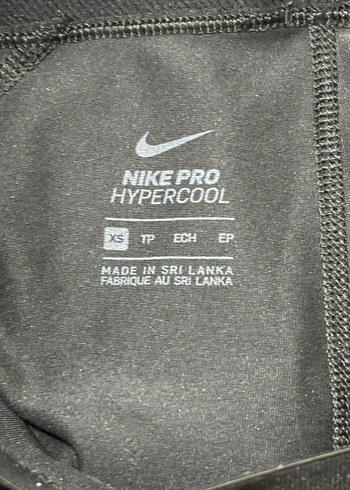 NIKE PRO
HYPERCOOL
XS TP ECH EP
MADE IN SRI LANKA
FABRIQUE AU SRI LANKA